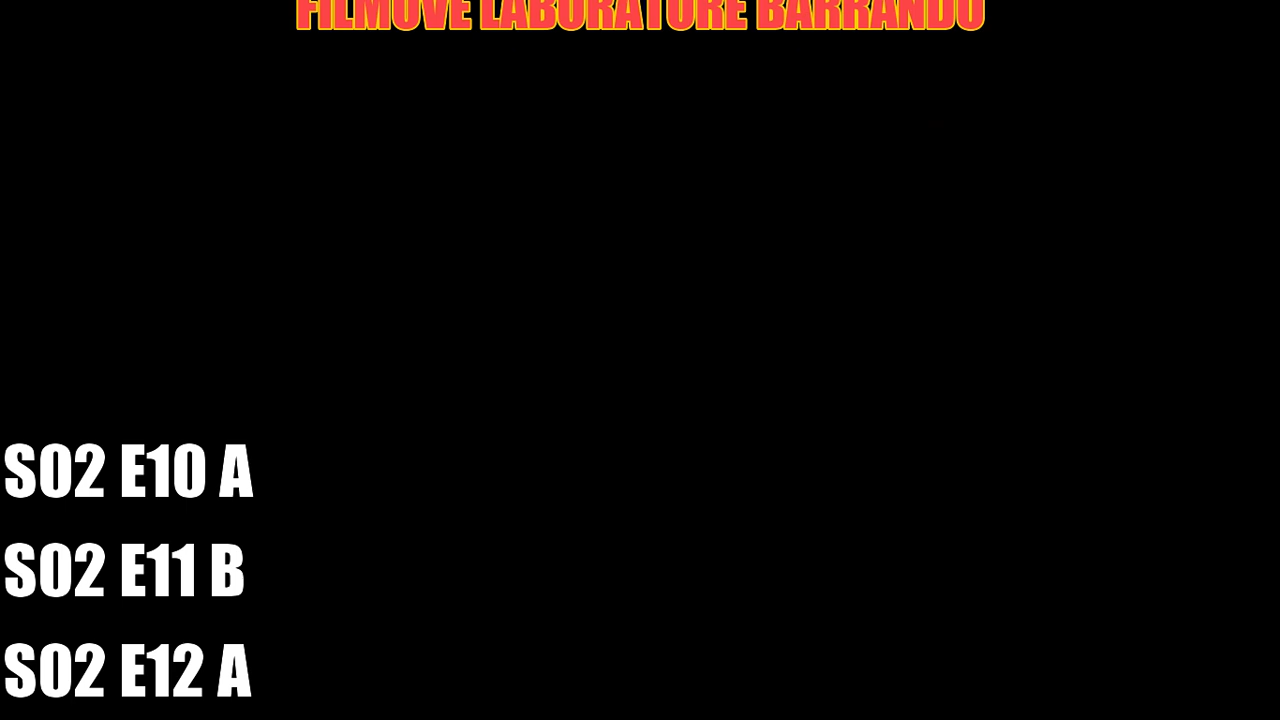 FILMOVE LABORATORE BARRANDO
S02 E10 A
S02 E11 B
S02 E12 A